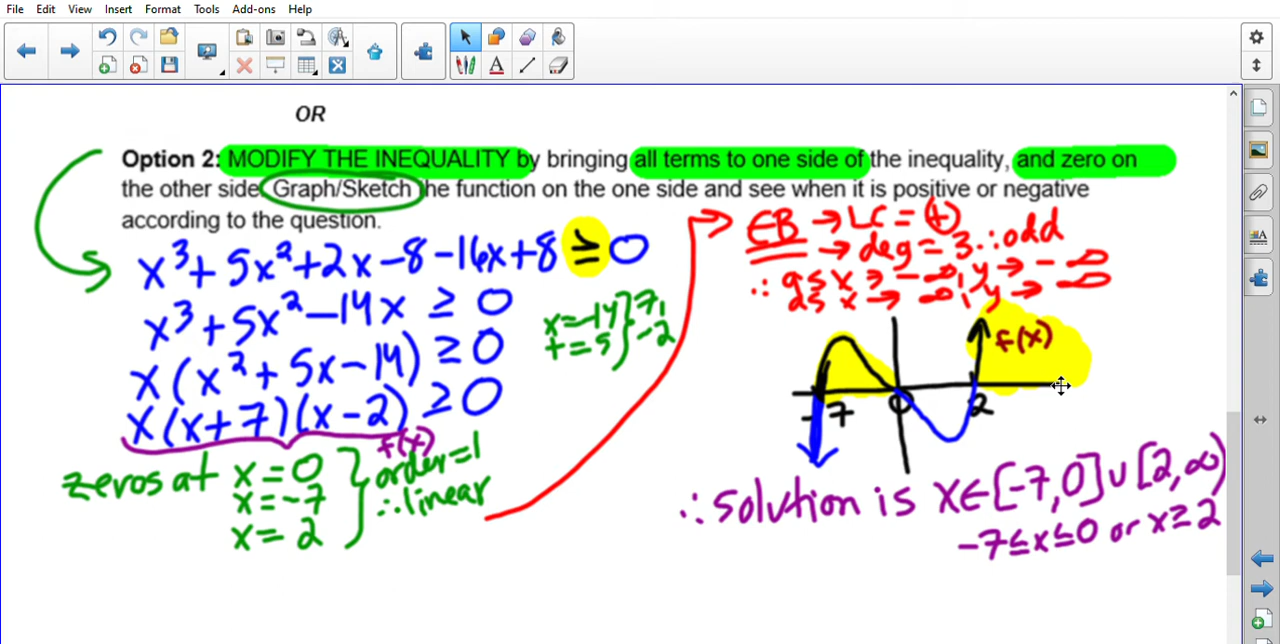 File Edit View Insert Format Tools Add-ons Help
OR
Option 2: MODIFY THE INEQUALITY by bringing all terms to one side of the inequality, and zero on
the other side. Graph/Sketch the function on the one side and see when it is positive or negative
according to the question.
x³+5x²+2x-8-16x+8 ≥ 0
x³+5x²-14x ≥ 0
x(x²+5x-14) ≥ 0
x(x+7)(x-2) ≥ 0
x=-14 } 7,
+=5 } -2
f(x)
zeros at x=0
x=-7
x=2
order=1
∴linear
EB → LC = (+)
→ deg = 3 ∴ odd
∴ as x → -∞, y → -∞
as x → -∞, y → -∞
f(x)
-7 0 2
∴ solution is x∈[-7,0]∪[2,∞)
-7≤x≤0 or x≥2